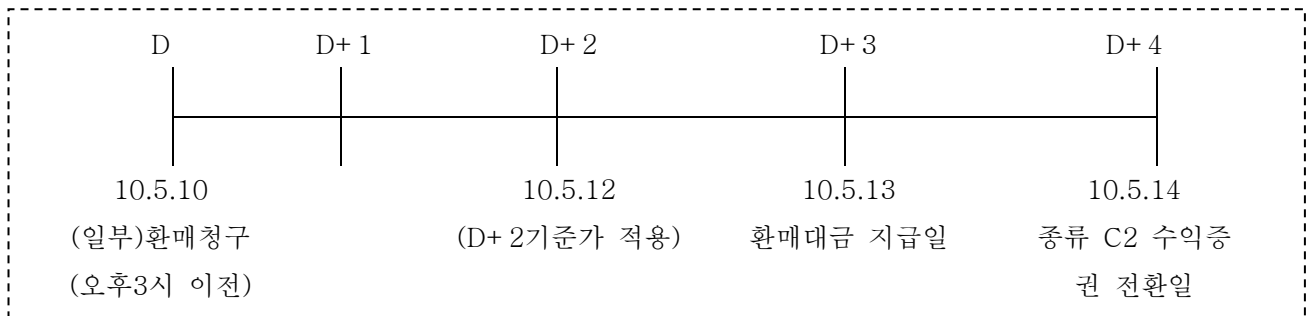 D D+1 D+2 D+3 D+4
10.5.10 10.5.12 10.5.13 10.5.14
(일부)환매청구 (D+2기준가 적용) 환매대금 지급일 종류 C2 수익증
(오후3시 이전) 권 전환일